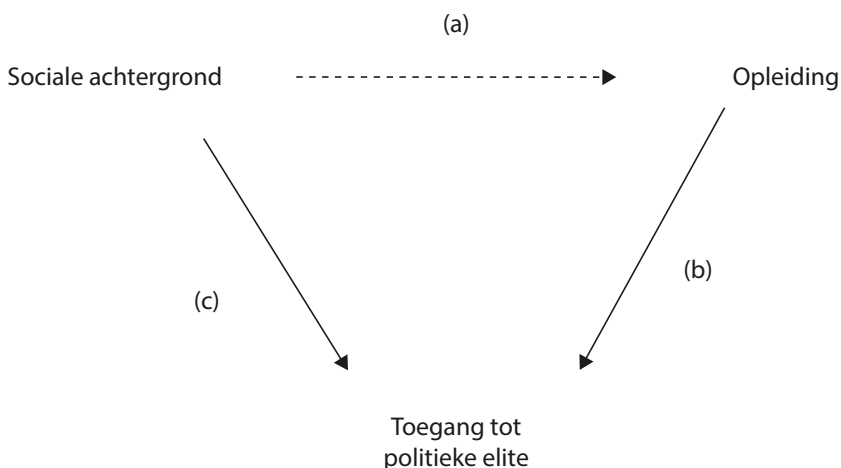 (a)
Sociale achtergrond
Opleiding
(b)
(c)
Toegang tot
politieke elite